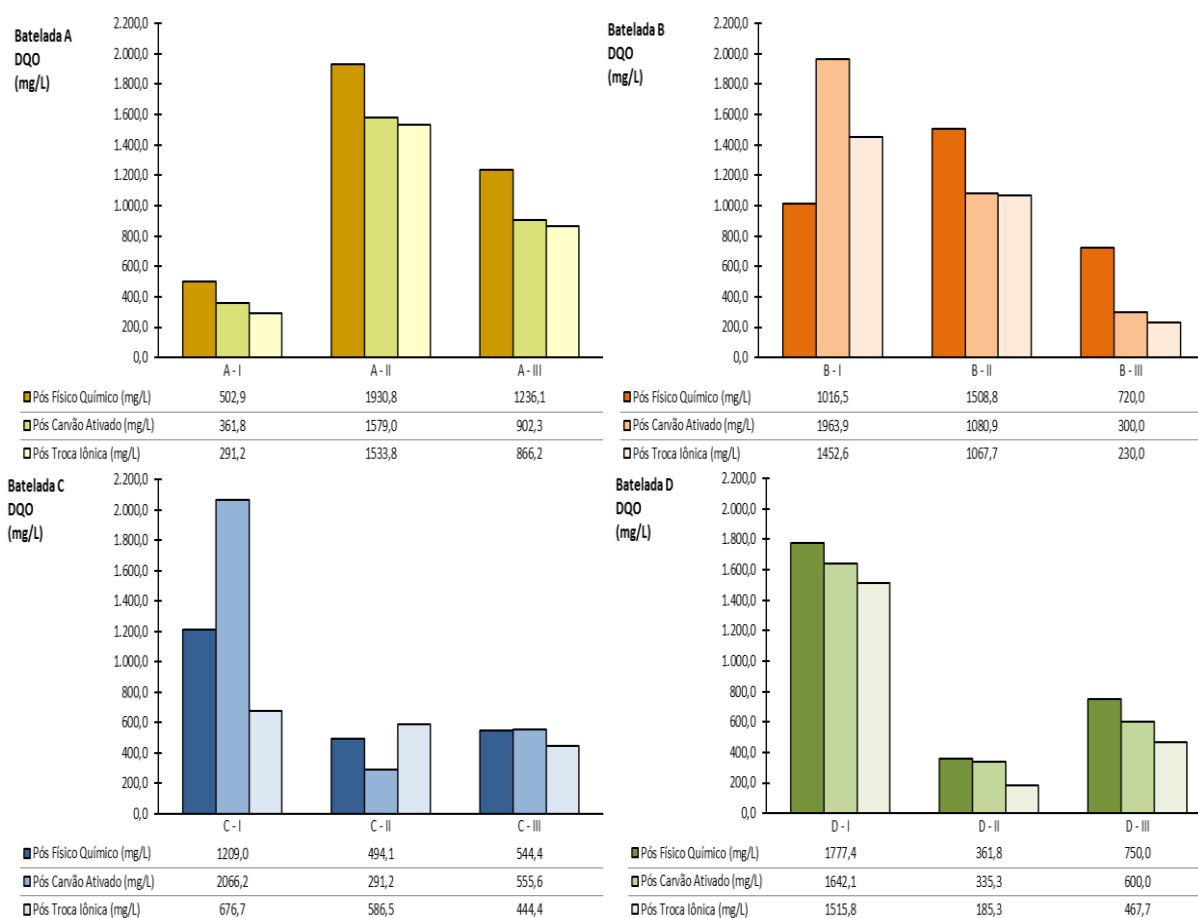 Batelada A
DQO
(mg/L)
2.200,0
2.000,0
1.800,0
1.600,0
1.400,0
1.200,0
1.000,0
800,0
600,0
400,0
200,0
0,0
A - I A - II A - III
Pós Físico Químico (mg/L) 502,9 1930,8 1236,1
Pós Carvão Ativado (mg/L) 361,8 1579,0 902,3
Pós Troca Iônica (mg/L) 291,2 1533,8 866,2
Batelada B
DQO
(mg/L)
2.200,0
2.000,0
1.800,0
1.600,0
1.400,0
1.200,0
1.000,0
800,0
600,0
400,0
200,0
0,0
B - I B - II B - III
Pós Físico Químico (mg/L) 1016,5 1508,8 720,0
Pós Carvão Ativado (mg/L) 1963,9 1080,9 300,0
Pós Troca Iônica (mg/L) 1452,6 1067,7 230,0
Batelada C
DQO
(mg/L)
2.200,0
2.000,0
1.800,0
1.600,0
1.400,0
1.200,0
1.000,0
800,0
600,0
400,0
200,0
0,0
C - I C - II C - III
Pós Físico Químico (mg/L) 1209,0 494,1 544,4
Pós Carvão Ativado (mg/L) 2066,2 291,2 555,6
Pós Troca Iônica (mg/L) 676,7 586,5 444,4
Batelada D
DQO
(mg/L)
2.200,0
2.000,0
1.800,0
1.600,0
1.400,0
1.200,0
1.000,0
800,0
600,0
400,0
200,0
0,0
D - I D - II D - III
Pós Físico Químico (mg/L) 1777,4 361,8 750,0
Pós Carvão Ativado (mg/L) 1642,1 335,3 600,0
Pós Troca Iônica (mg/L) 1515,8 185,3 467,7